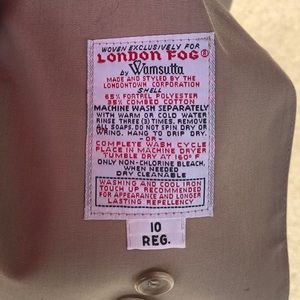 WOVEN EXCLUSIVELY FOR
LONDON FOG®
by Wamsutta
MADE AND STYLED BY THE
LONDONTOWN CORPORATION
SHELL
65% FORTREL POLYESTER
35% COMBED COTTON
MACHINE WASH SEPARATELY
WITH WARM OR COLD WATER
RINSE THREE (3) TIMES. REMOVE
ALL SOAPS. DO NOT SPIN DRY OR
WRING. HANG TO DRIP DRY.
-OR-
COMPLETE WASH CYCLE
PLACE IN MACHINE DRYER
TUMBLE DRY AT 160°F
ONLY NON-CHLORINE BLEACH,
WHEN NEEDED
DRY CLEANABLE
WASHING AND COOL IRON
TOUCH UP RECOMMENDED
FOR APPEARANCE AND LONGER
LASTING REPELLENCY
10
REG.